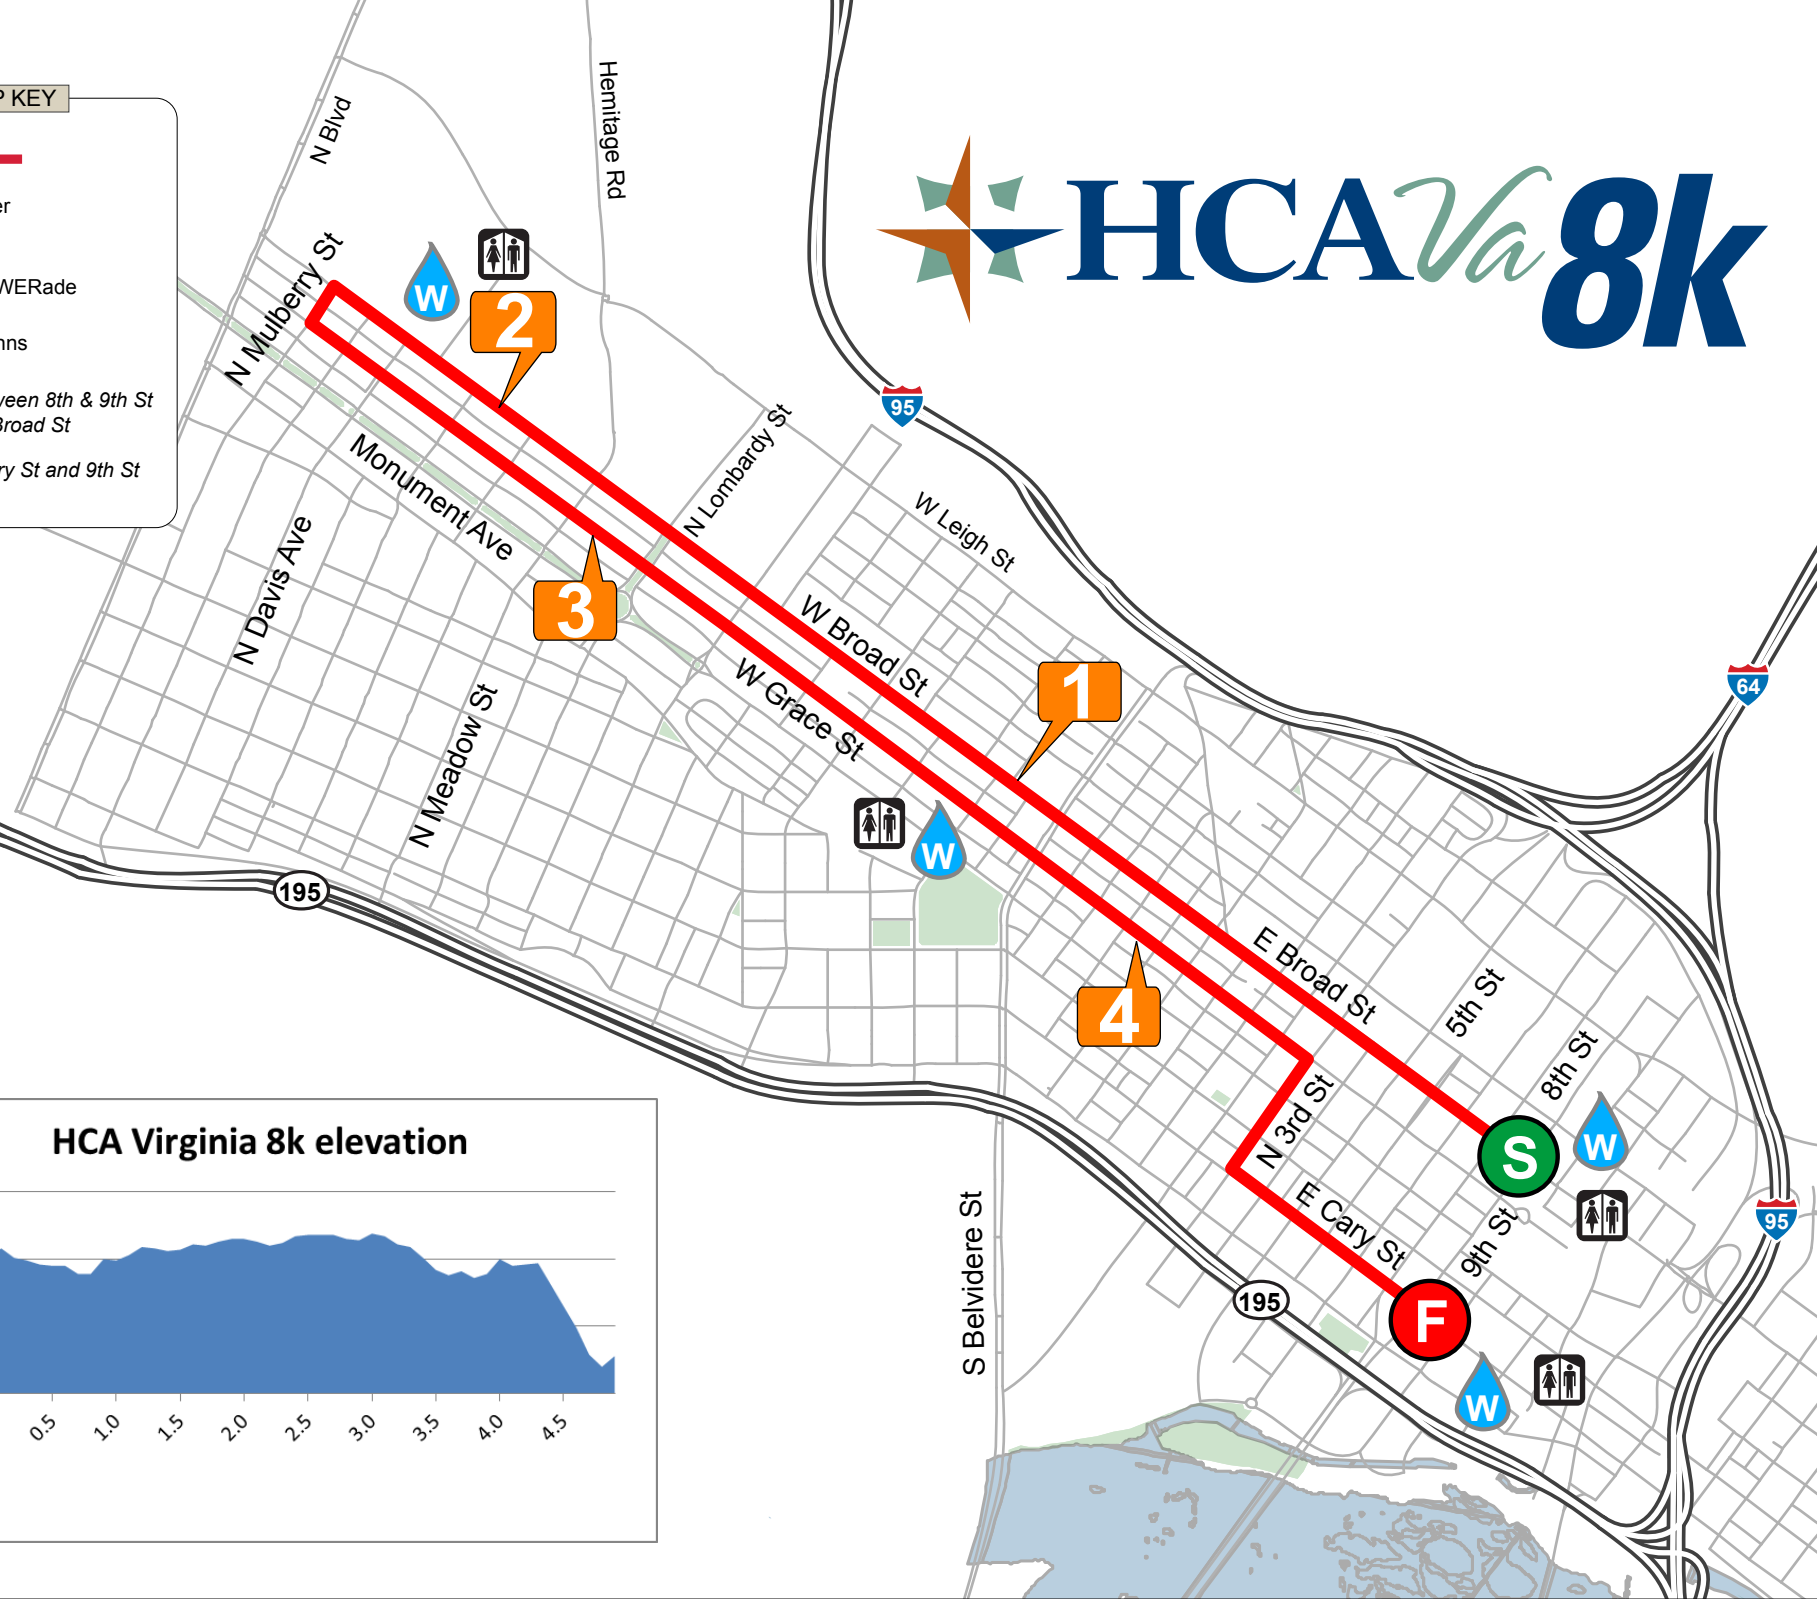 P KEY
er
WERade
nns
ween 8th & 9th St
Broad St
ry St and 9th St
N Blvd
Hemitage Rd
HCAVa8k
N Mulberry St
W
2
95
Monument Ave
N Lombardy St
W Leigh St
N Davis Ave
3
W Broad St
W Grace St
1
64
N Meadow St
W
195
E Broad St
4
5th St
8th St
N 3rd St
S
W
E Cary St
9th St
95
S Belvidere St
195
F
W
HCA Virginia 8k elevation
0.5
1.0
1.5
2.0
2.5
3.0
3.5
4.0
4.5